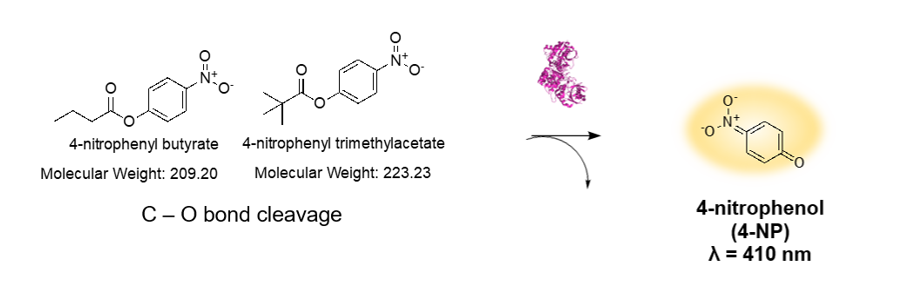 O
O
N+
O-
O
O
N+
O-
O
O
4-nitrophenyl butyrate
4-nitrophenyl trimethylacetate
Molecular Weight: 209.20
Molecular Weight: 223.23
C – O bond cleavage
O-
-O
N+
O
4-nitrophenol
(4-NP)
λ = 410 nm